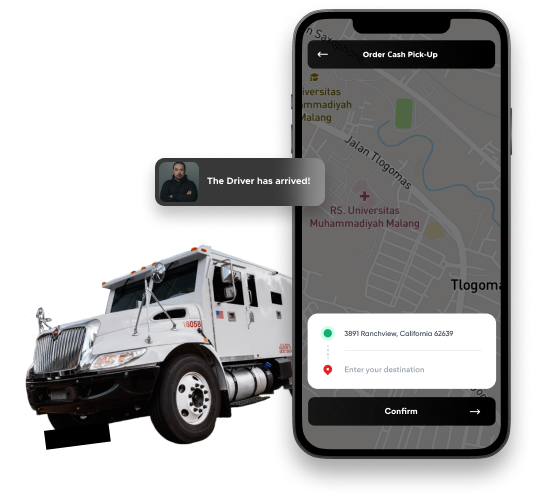 Order Cash Pick-Up
Universitas
Muhammadiyah
Malang
Jalan Tlogomas
The Driver has arrived!
RS. Universitas
Muhammadiyah Malang
Tlogoma
18058
3891 Ranchview, California 62639
Enter your destination
Confirm